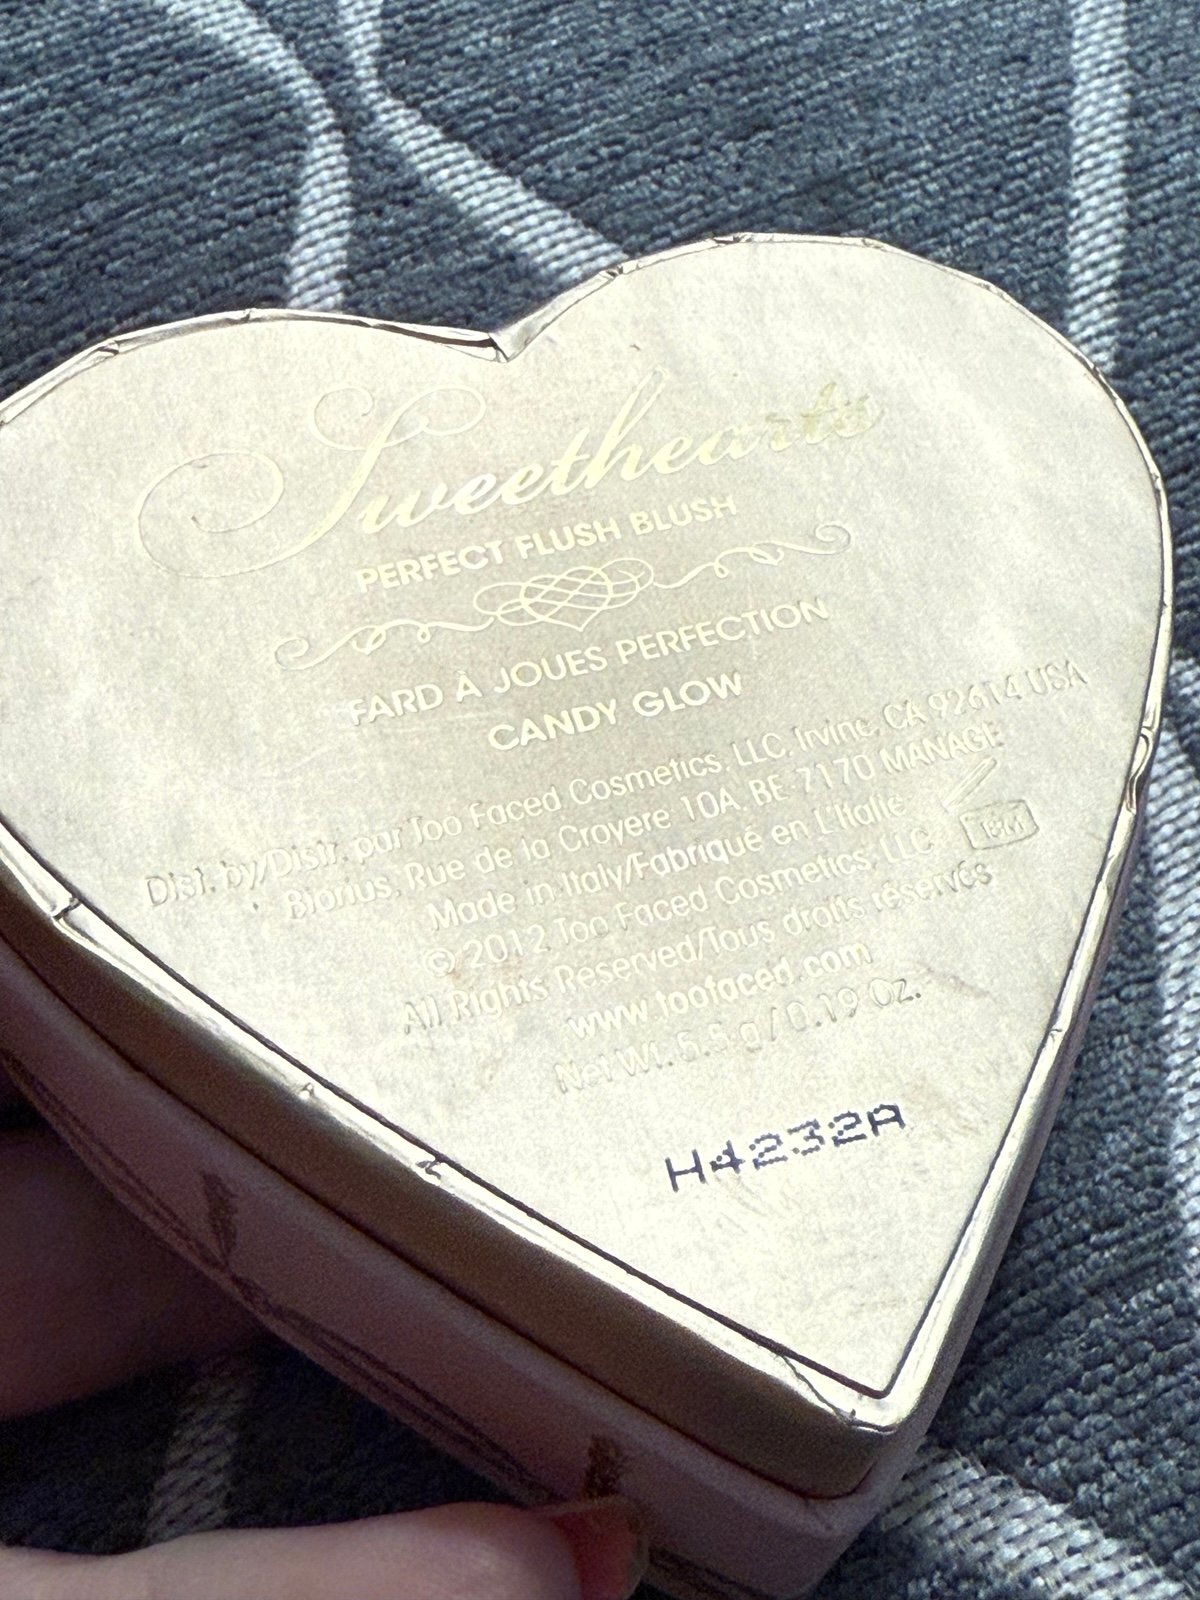 Sweethearts
PERFECT FLUSH BLUSH
FARD À JOUES PERFECTION
CANDY GLOW
Dist. by/Distr. par Too Faced Cosmetics, LLC, Irvine, CA 92614 USA
Biorius, Rue de la Croyere 10A, BE 7170 MANAGE
Made in Italy/Fabriqué en L'Italie
© 2012 Too Faced Cosmetics, LLC
All Rights Reserved/Tous droits réservés
www.toofaced.com
Net Wt. 5.5 g/0.19 Oz.
H4232A